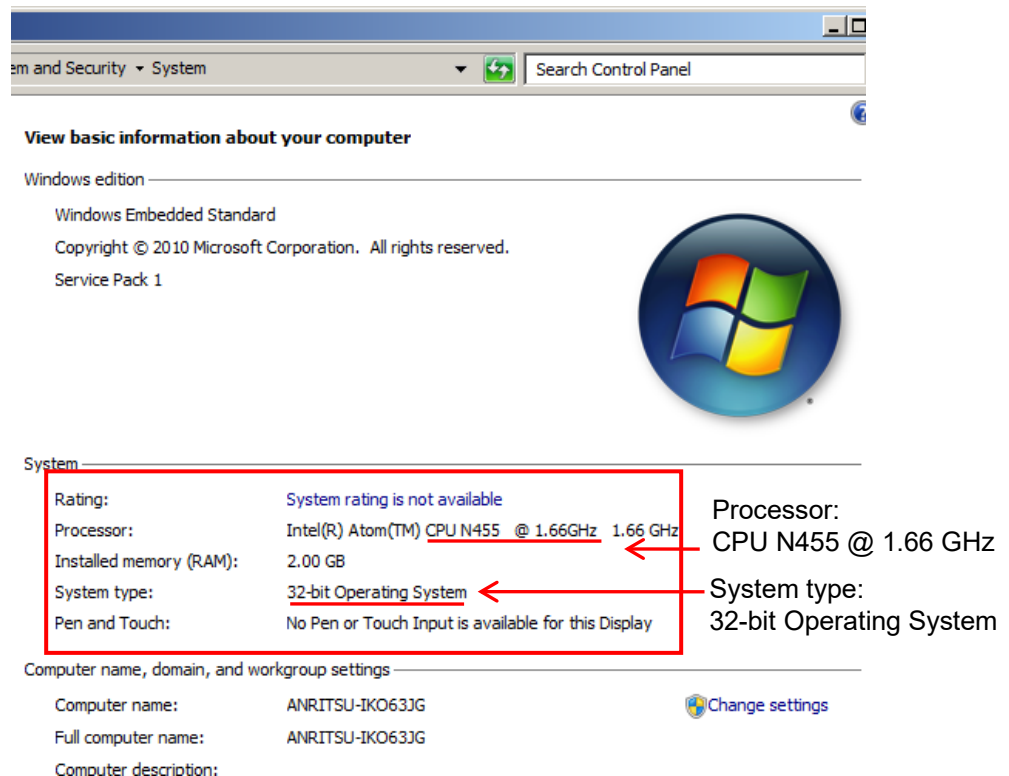 em and Security ▾ System Search Control Panel
View basic information about your computer
Windows edition
Windows Embedded Standard
Copyright © 2010 Microsoft Corporation. All rights reserved.
Service Pack 1
System
Rating: System rating is not available
Processor: Intel(R) Atom(TM) CPU N455 @ 1.66GHz 1.66 GHz
Installed memory (RAM): 2.00 GB
System type: 32-bit Operating System
Pen and Touch: No Pen or Touch Input is available for this Display
Processor:
CPU N455 @ 1.66 GHz
System type:
32-bit Operating System
Computer name, domain, and workgroup settings
Computer name: ANRITSU-IKO63JG Change settings
Full computer name: ANRITSU-IKO63JG
Computer description: